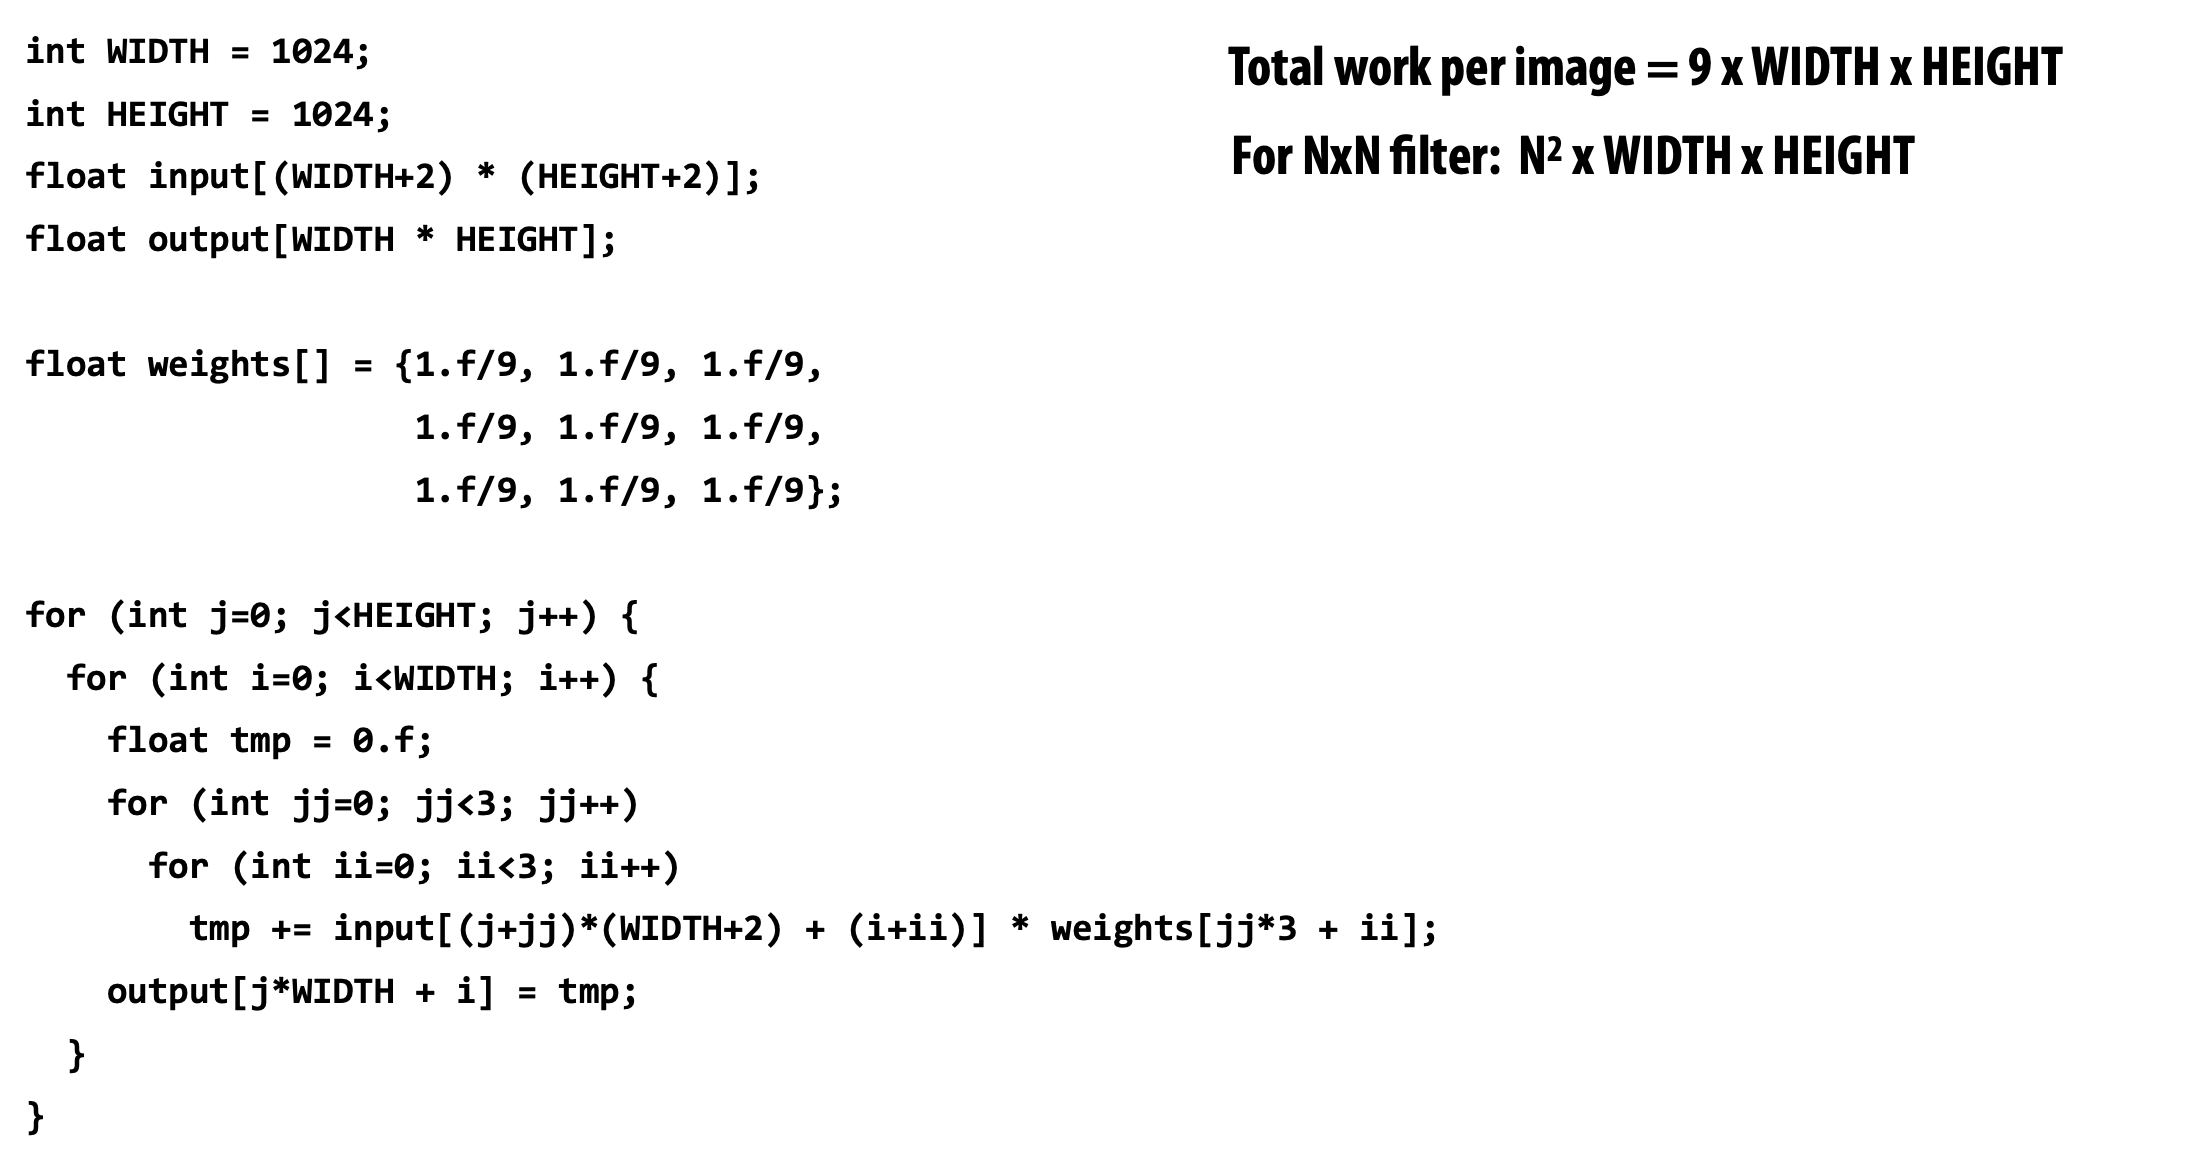 int WIDTH = 1024;
int HEIGHT = 1024;
float input[(WIDTH+2) * (HEIGHT+2)];
float output[WIDTH * HEIGHT];
float weights[] = {1.f/9, 1.f/9, 1.f/9,
1.f/9, 1.f/9, 1.f/9,
1.f/9, 1.f/9, 1.f/9};
for (int j=0; j<HEIGHT; j++) {
for (int i=0; i<WIDTH; i++) {
float tmp = 0.f;
for (int jj=0; jj<3; jj++)
for (int ii=0; ii<3; ii++)
tmp += input[(j+jj)*(WIDTH+2) + (i+ii)] * weights[jj*3 + ii];
output[j*WIDTH + i] = tmp;
}
}
Total work per image = 9 x WIDTH x HEIGHT
For NxN filter: N² x WIDTH x HEIGHT